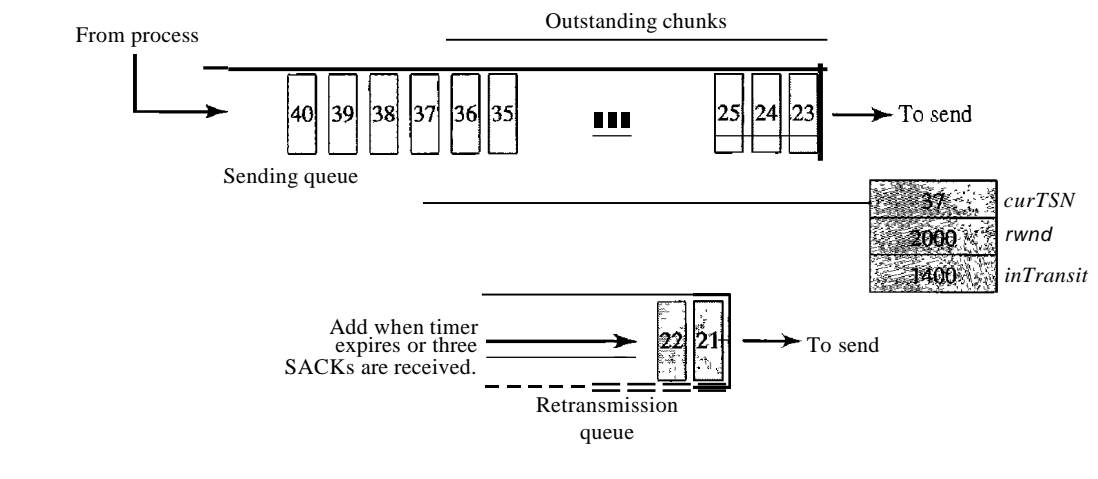 Outstanding chunks
From process
40 39 38 37 36 35 25 24 23
To send
Sending queue
37 curTSN
2000 rwnd
1400 inTransit
Add when timer
expires or three
SACKs are received.
22 21
To send
Retransmission
queue